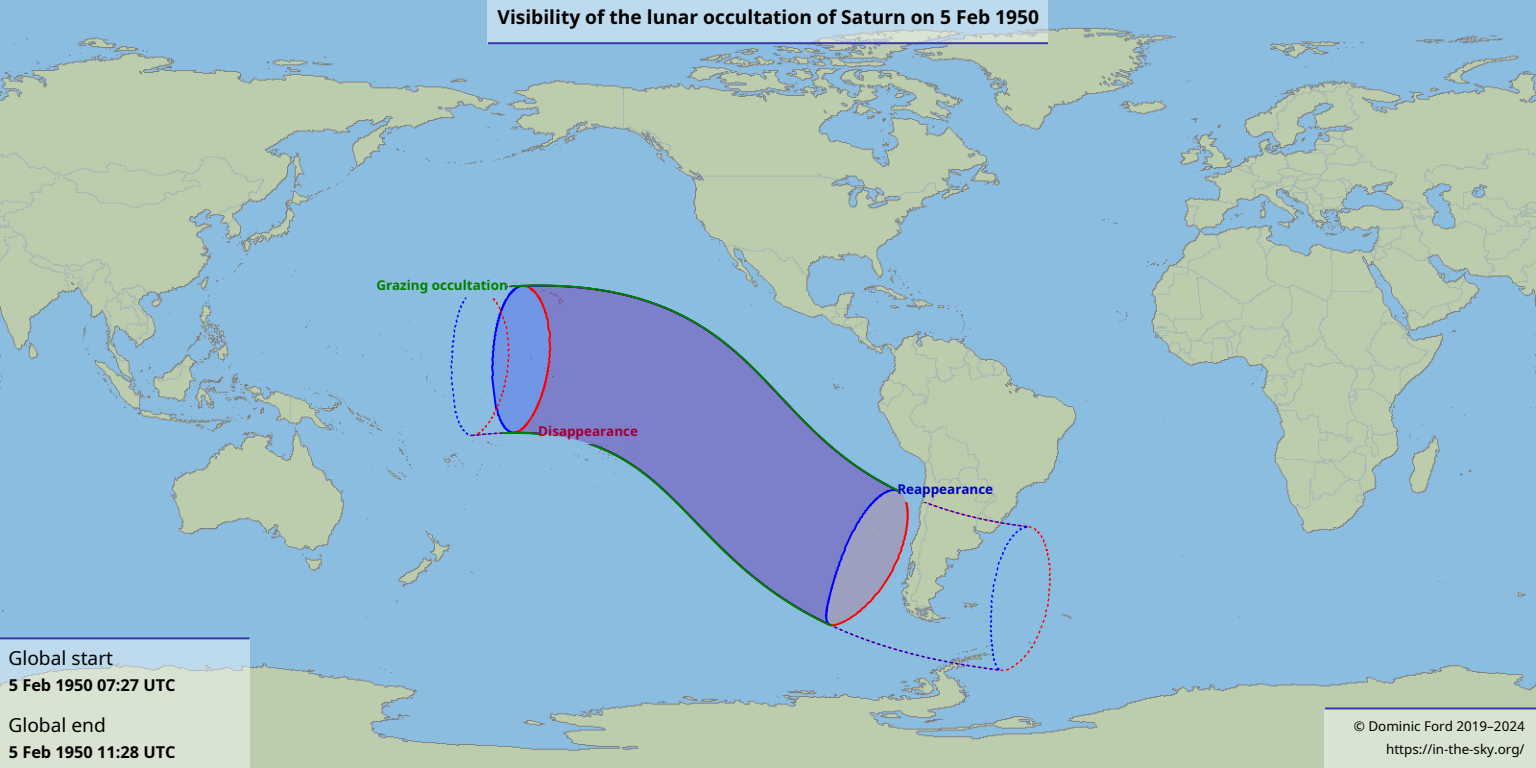 Visibility of the lunar occultation of Saturn on 5 Feb 1950
Grazing occultation
Disappearance
Reappearance
Global start
5 Feb 1950 07:27 UTC
Global end
5 Feb 1950 11:28 UTC
© Dominic Ford 2019–2024
https://in-the-sky.org/